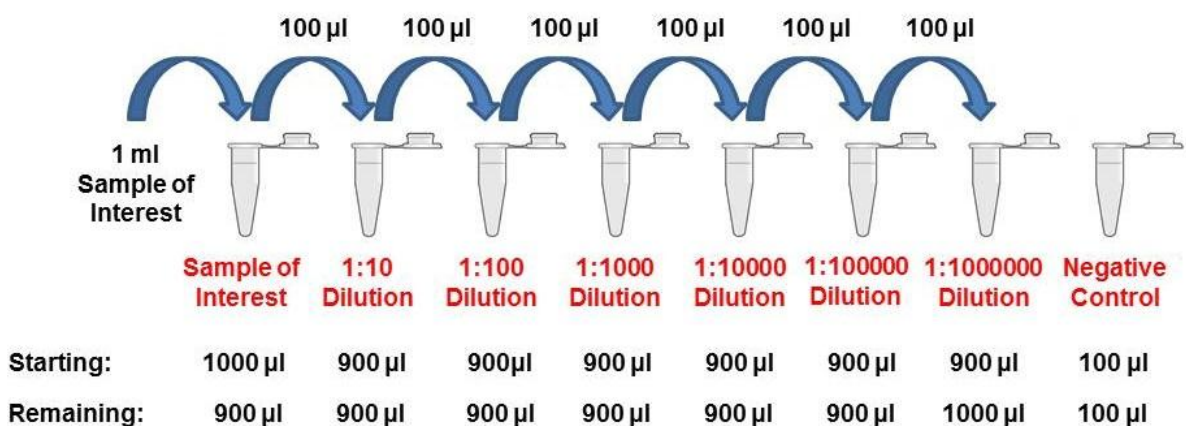 100 µl 100 µl 100 µl 100 µl 100 µl 100 µl
1 ml
Sample of
Interest
Sample of
Interest
1:10
Dilution
1:100
Dilution
1:1000
Dilution
1:10000
Dilution
1:100000
Dilution
1:1000000
Dilution
Negative
Control
Starting: 1000 µl 900 µl 900µl 900 µl 900 µl 900 µl 900 µl 100 µl
Remaining: 900 µl 900 µl 900 µl 900 µl 900 µl 900 µl 1000 µl 100 µl